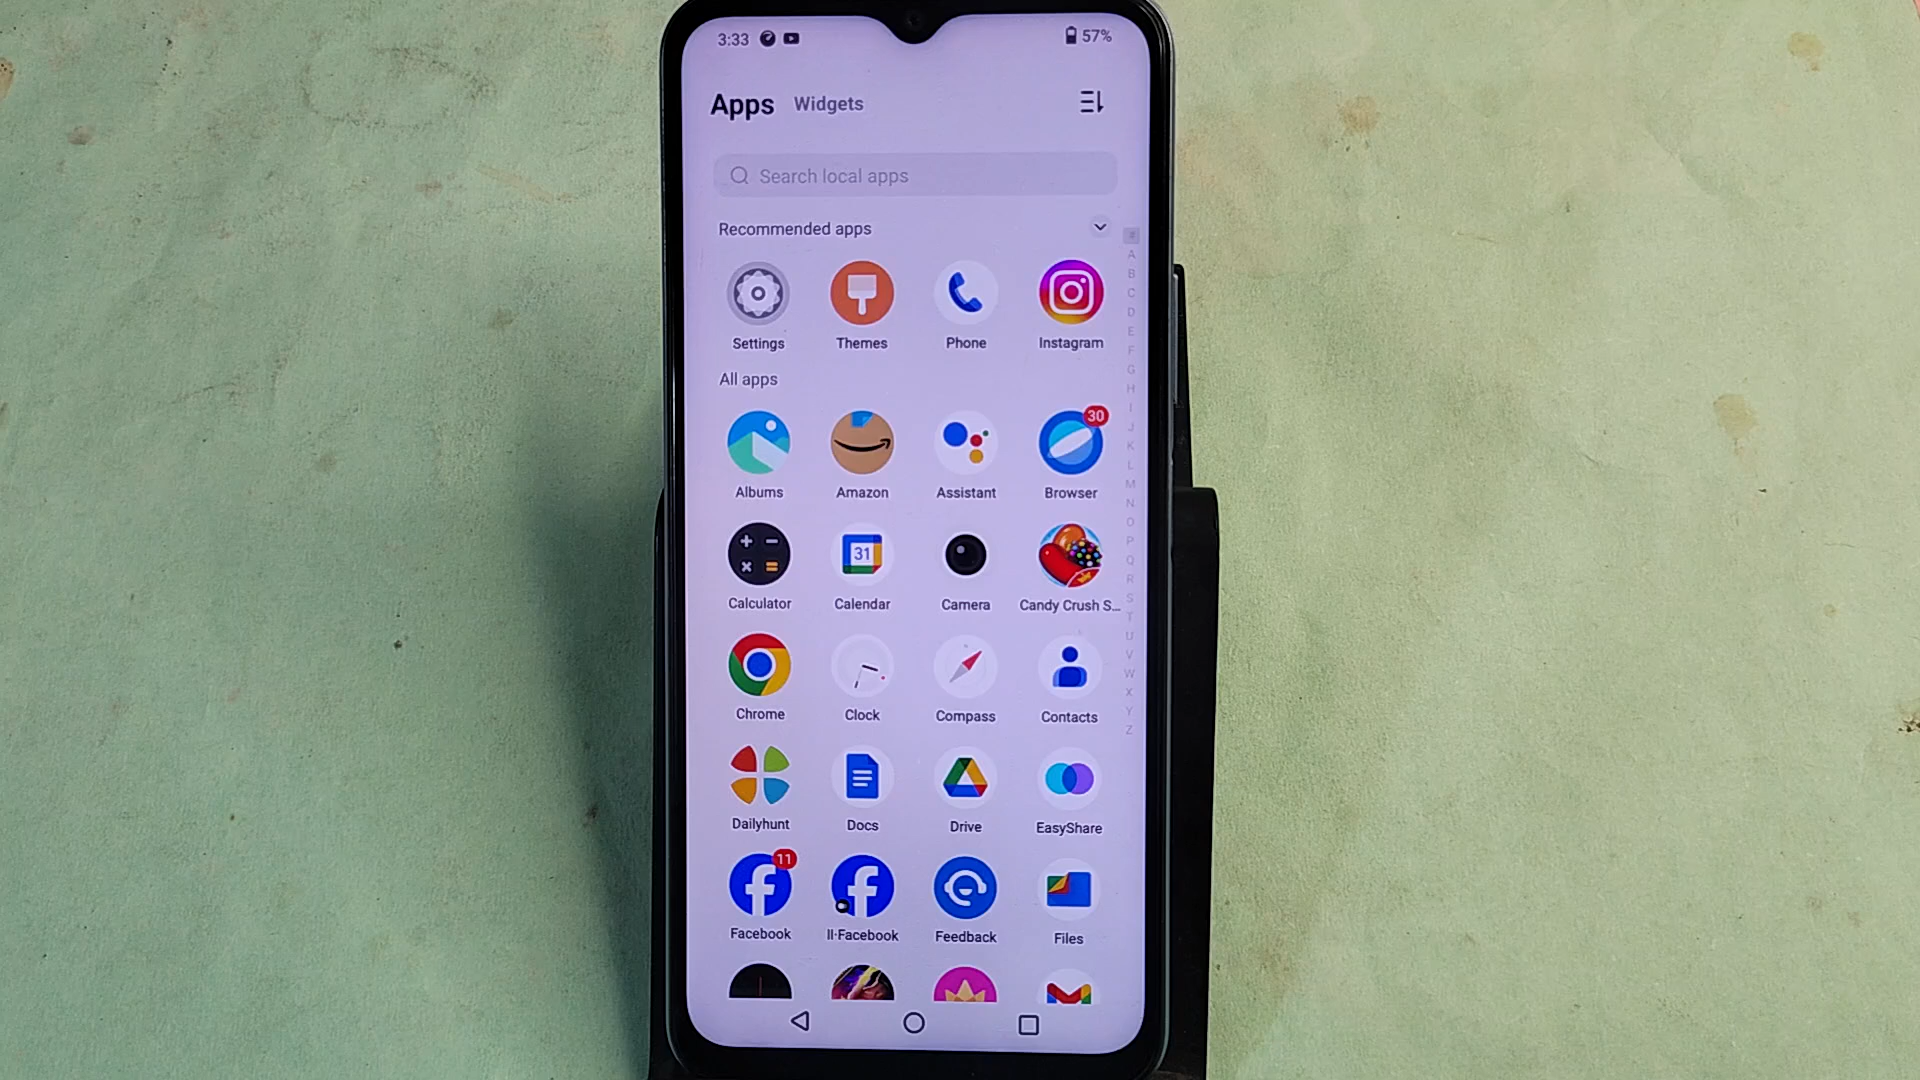 3:33 57%
Apps Widgets
Search local apps
Recommended apps
Settings Themes Phone Instagram
All apps
30
Albums Amazon Assistant Browser
31
Calculator Calendar Camera Candy Crush S...
Chrome Clock Compass Contacts
Dailyhunt Docs Drive EasyShare
11
Facebook II·Facebook Feedback Files
#
A
B
C
D
E
F
G
H
I
J
K
L
M
N
O
P
Q
R
S
T
U
V
W
X
Y
Z